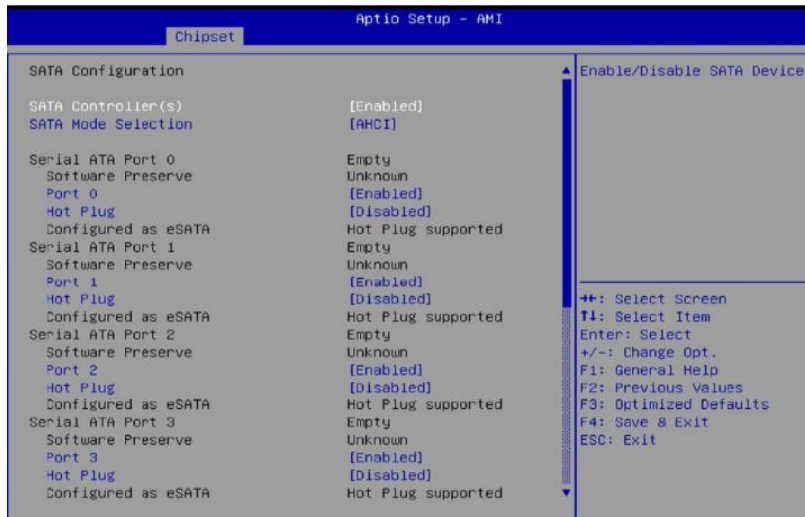 Aptio Setup - AMI
Chipset
SATA Configuration
SATA Controller(s) [Enabled]
SATA Mode Selection [AHCI]
Serial ATA Port 0 Empty
Software Preserve Unknown
Port 0 [Enabled]
Hot Plug [Disabled]
Configured as eSATA Hot Plug supported
Serial ATA Port 1 Empty
Software Preserve Unknown
Port 1 [Enabled]
Hot Plug [Disabled]
Configured as eSATA Hot Plug supported
Serial ATA Port 2 Empty
Software Preserve Unknown
Port 2 [Enabled]
Hot Plug [Disabled]
Configured as eSATA Hot Plug supported
Serial ATA Port 3 Empty
Software Preserve Unknown
Port 3 [Enabled]
Hot Plug [Disabled]
Configured as eSATA Hot Plug supported
Enable/Disable SATA Device
→←: Select Screen
↑↓: Select Item
Enter: Select
+/-: Change Opt.
F1: General Help
F2: Previous Values
F3: Optimized Defaults
F4: Save & Exit
ESC: Exit